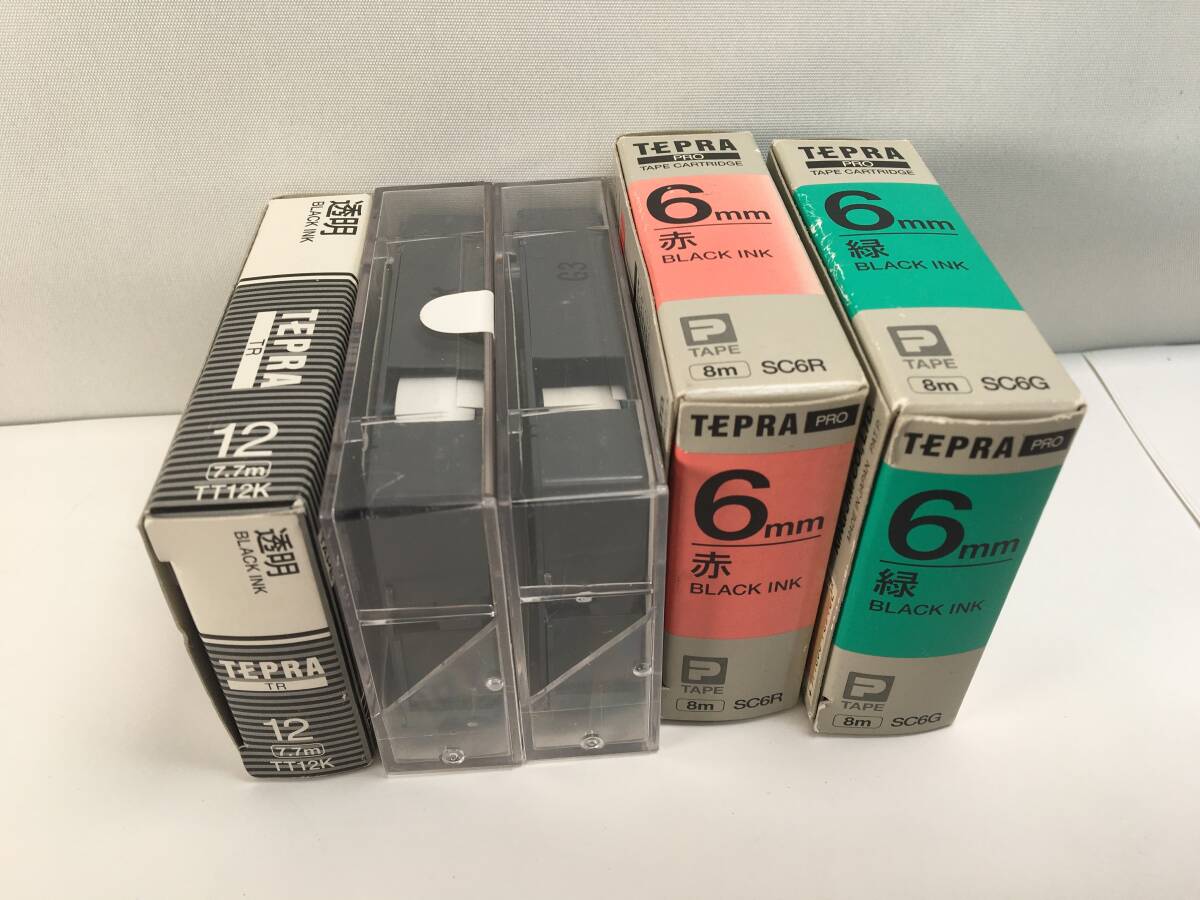 透明
BLACK INK
TEPRA
TR
12
7.7m
TT12K
透明
BLACK INK
TEPRA
TR
12
7.7m
TT12K
G3
TEPRA
PRO
TAPE CARTRIDGE
6mm
赤
BLACK INK
P
TAPE
8m SC6R
TEPRA PRO
6mm
赤
BLACK INK
P
TAPE
8m SC6R
TEPRA
PRO
TAPE CARTRIDGE
6mm
緑
BLACK INK
P
TAPE
8m SC6G
TEPRA PRO
6mm
緑
BLACK INK
P
TAPE
8m SC6G